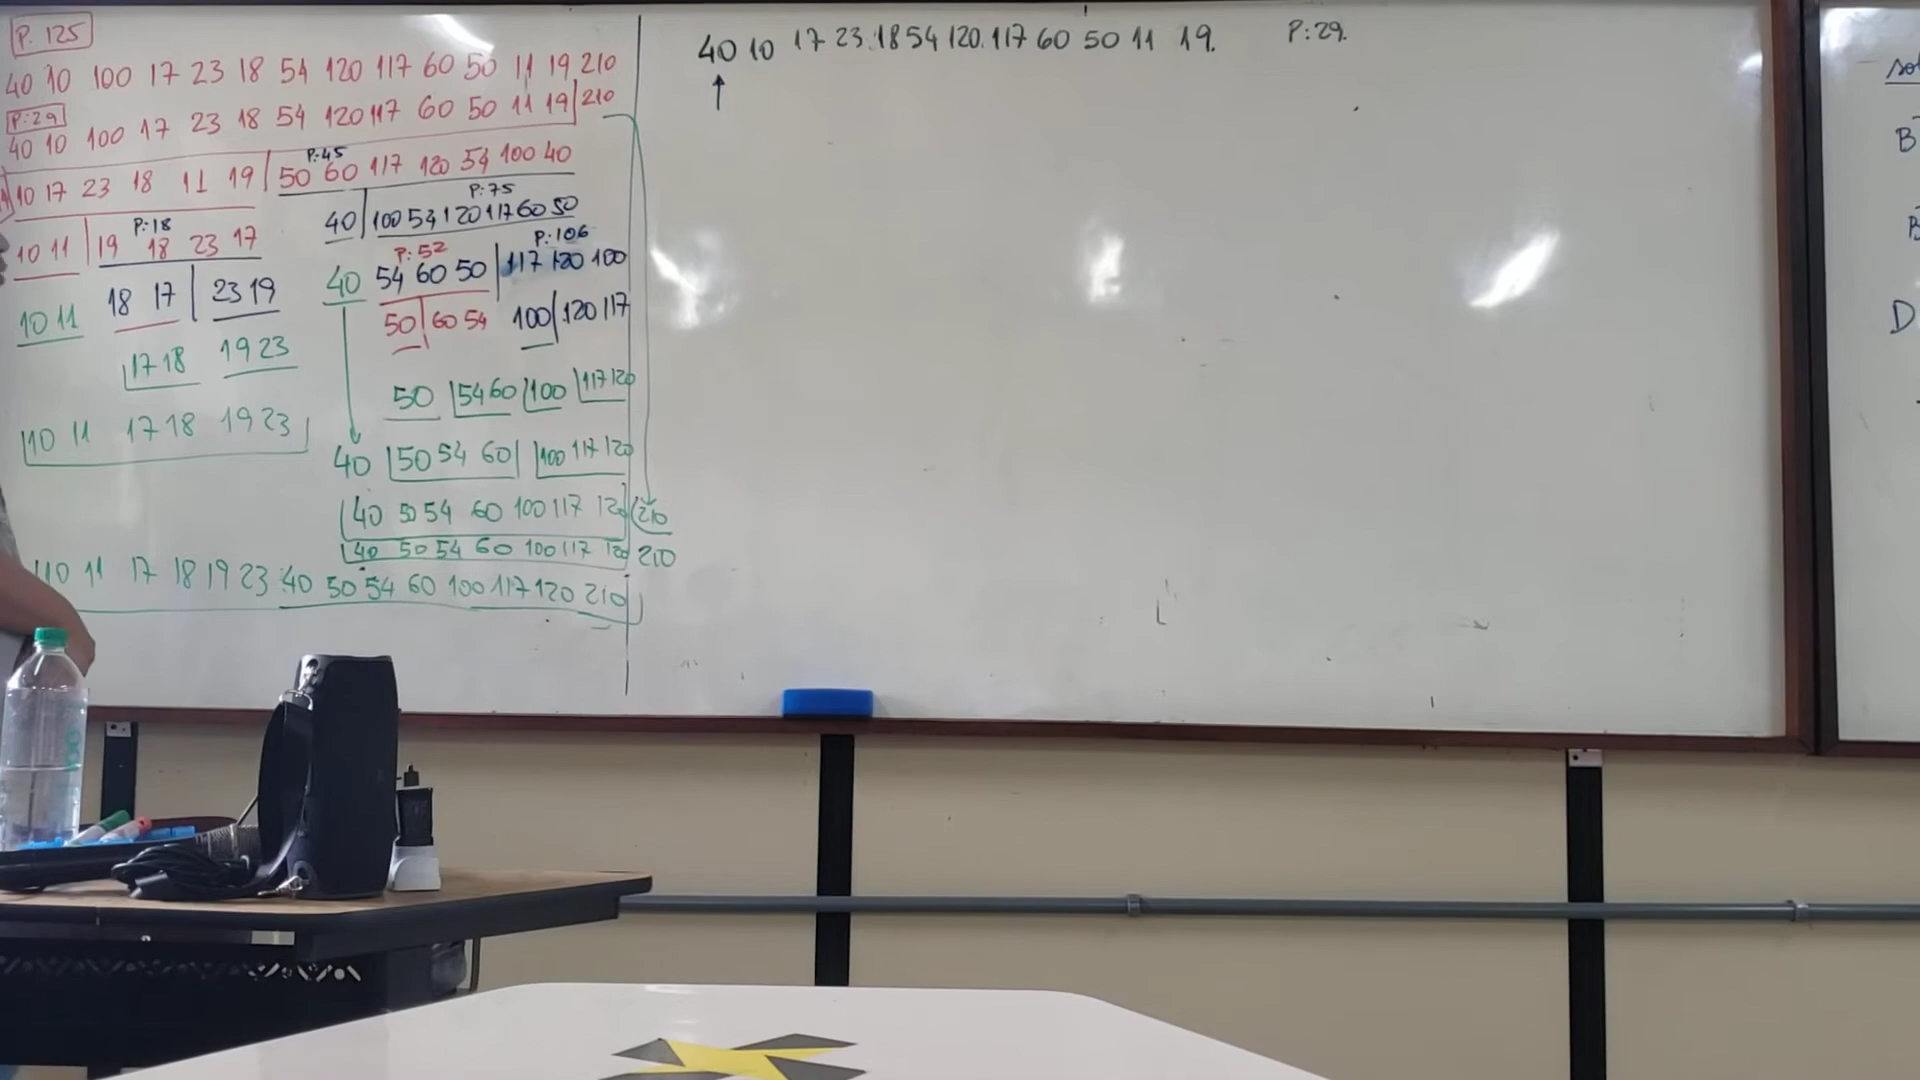 P. 125
40 10 100 17 23 18 54 120 117 60 50 11 19 210
P:29
40 10 100 17 23 18 54 120 117 60 50 11 19 | 210
P:45
10 17 23 18 11 19 | 50 60 117 120 54 100 40
P:75
40 | 100 54 120 117 60 50
P:18
10 11 | 19 18 23 17
P:52 P:106
40 54 60 50 | 117 120 100
10 11 18 17 | 23 19
50 | 60 54 100 | 120 117
17 18 19 23
50 54 60 100 117 120
10 11 17 18 19 23
40 50 54 60 100 117 120
40 50 54 60 100 117 120 210
40 50 54 60 100 117 120 210
10 11 17 18 19 23 40 50 54 60 100 117 120 210
40 10 17 23 18 54 120 117 60 50 11 19. P:29.
B
D